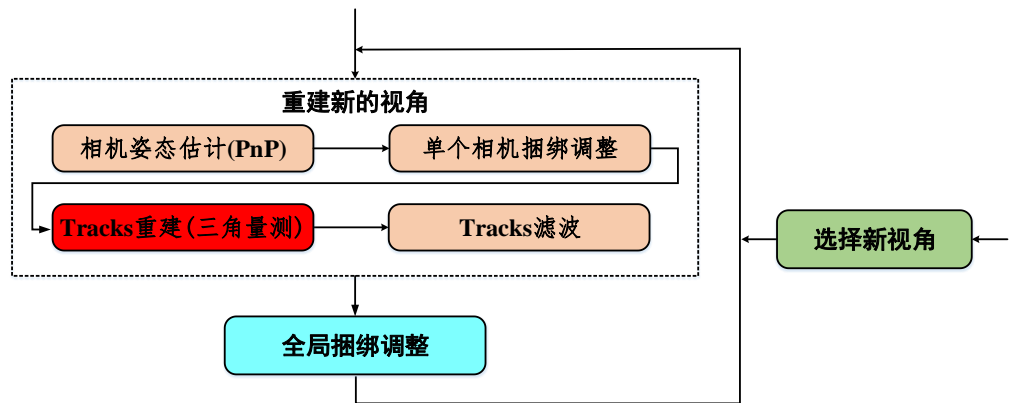 重建新的视角
相机姿态估计(PnP)
单个相机捆绑调整
Tracks重建(三角量测)
Tracks滤波
选择新视角
全局捆绑调整